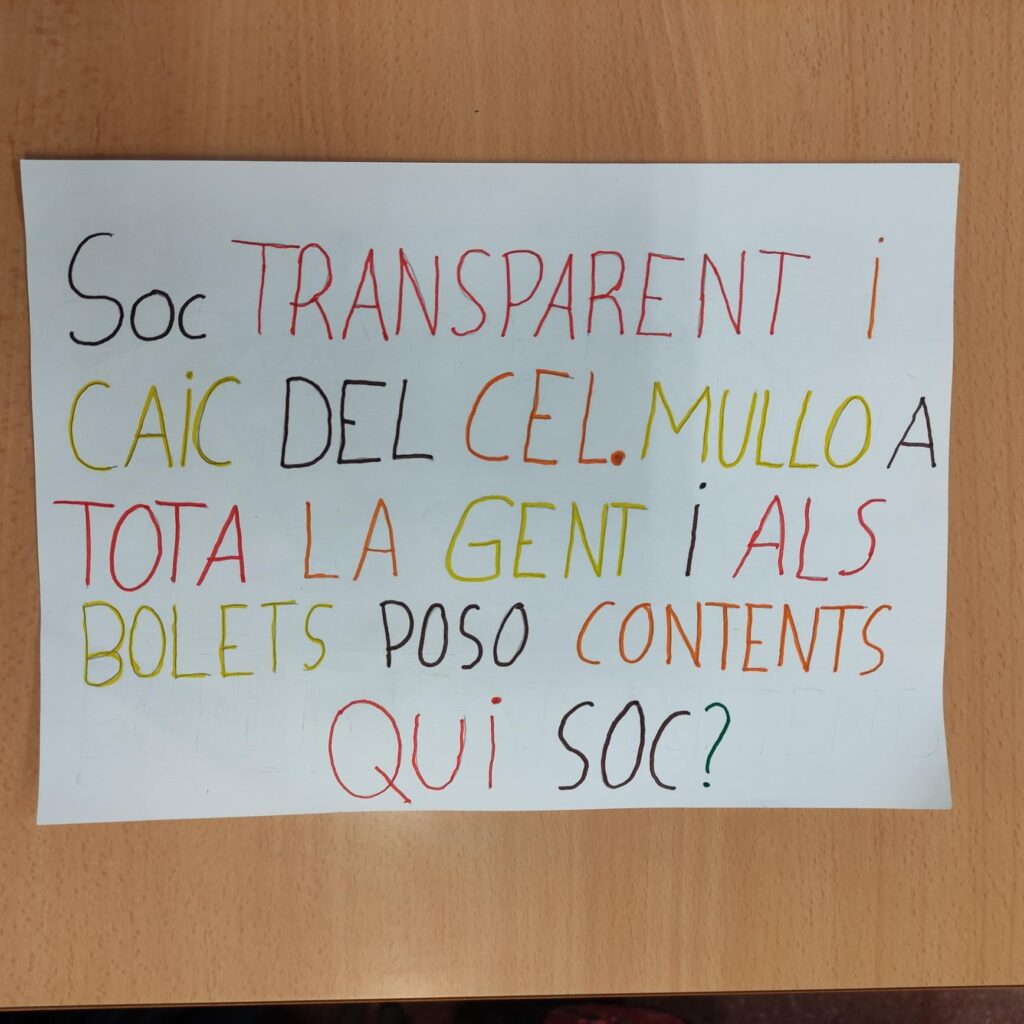 Soc TRANSPARENT i
CAiC DEL CEL. MULLO A
TOTA LA GENT i ALS
BOLETS POSO CONTENTS
QUi SOC?